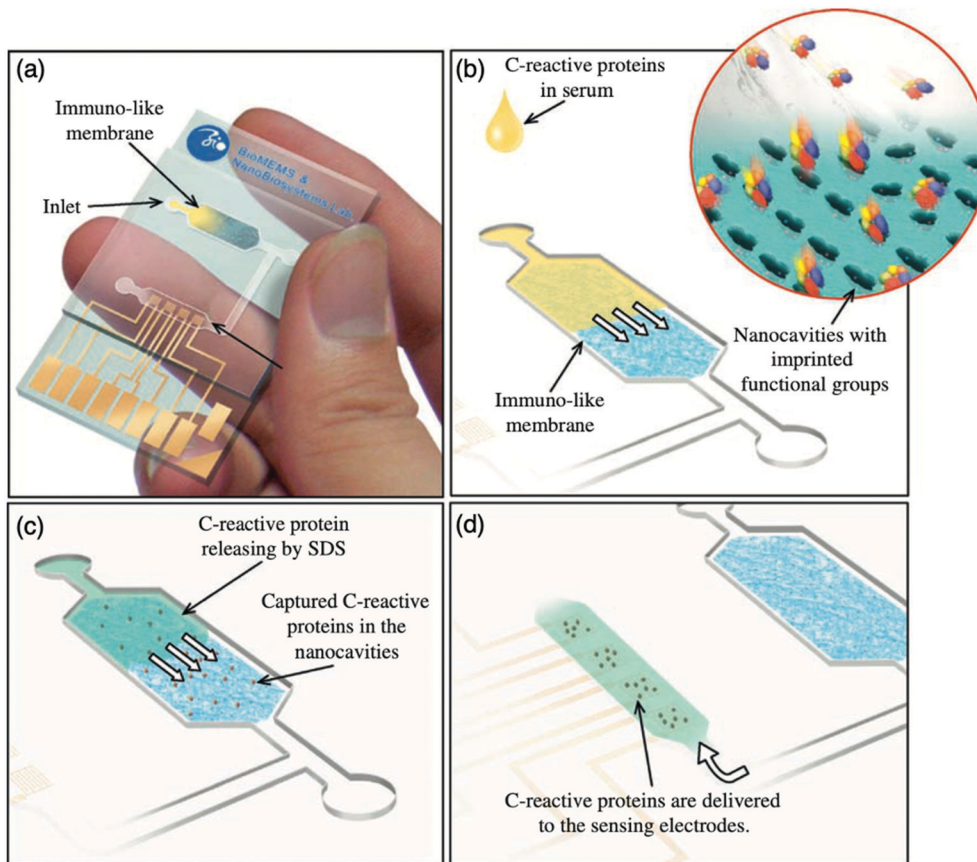 (a)
Immuno-like
membrane
Inlet
BioMEMS &
NanoBiosystems Lab.
(b)
C-reactive proteins
in serum
Nanocavities with
imprinted
functional groups
Immuno-like
membrane
(c)
C-reactive protein
releasing by SDS
Captured C-reactive
proteins in the
nanocavities
(d)
C-reactive proteins are delivered
to the sensing electrodes.